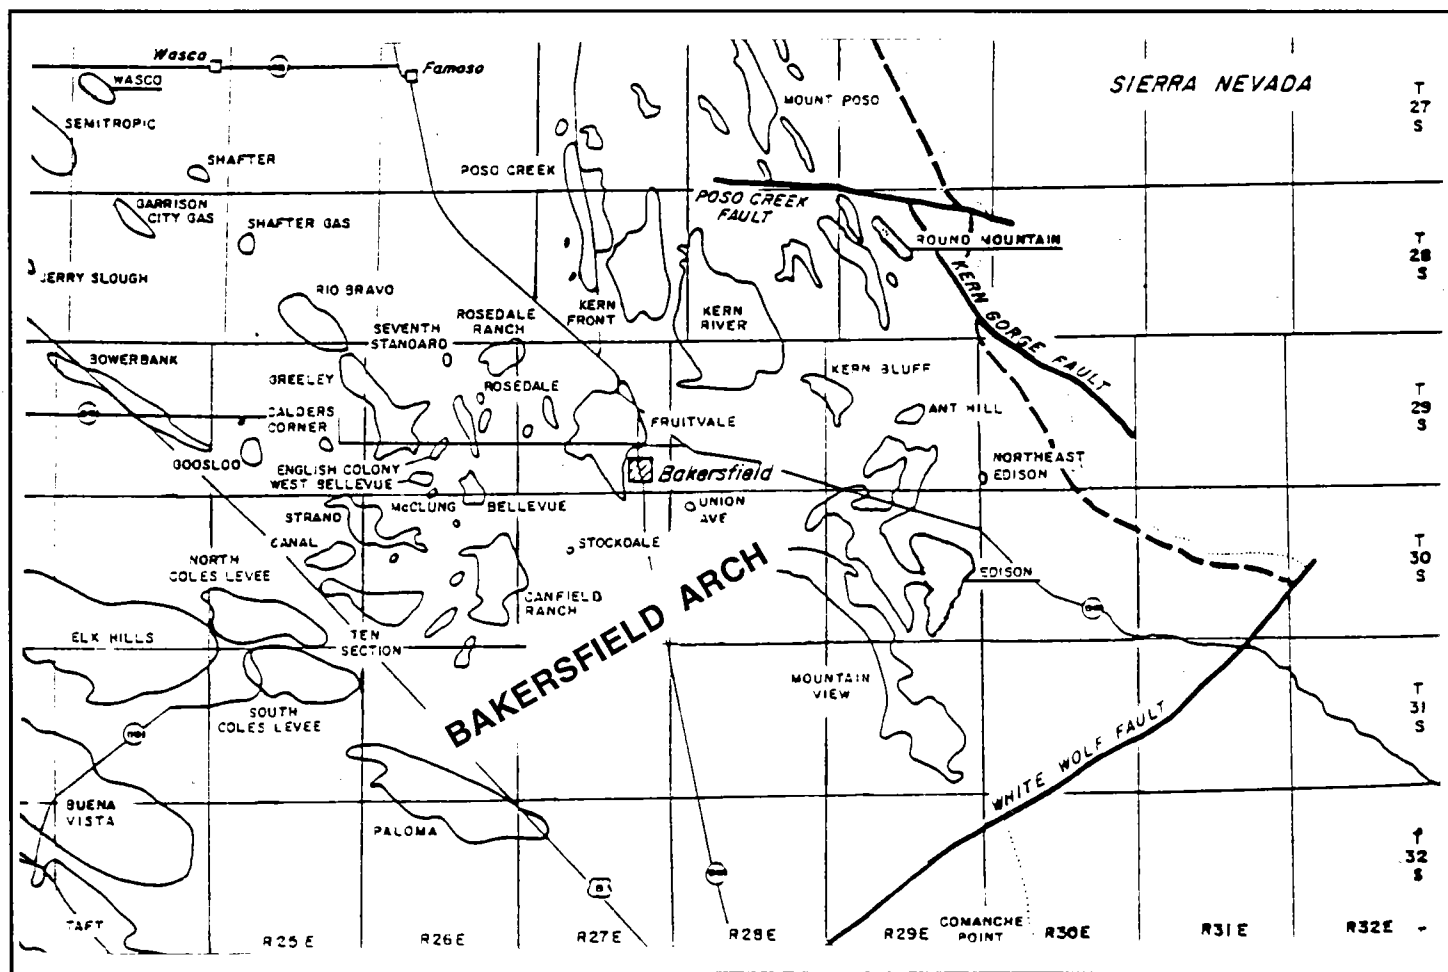 Wasco
Famoso
WASCO
SEMITROPIC
SHAFTER
GARRISON
CITY GAS
SHAFTER GAS
JERRY SLOUGH
RIO BRAVO
POSO CREEK
MOUNT POSO
SIERRA NEVADA
T
27
S
POSO CREEK
FAULT
ROUND MOUNTAIN
T
28
S
KERN GORGE FAULT
KERN
FRONT
KERN
RIVER
ROSEDALE
RANCH
SEVENTH
STANDARD
BOWERBANK
GREELEY
ROSEDALE
KERN BLUFF
CALDERS
CORNER
FRUITVALE
ANT HILL
T
29
S
GOOSLOO
ENGLISH COLONY
WEST BELLEVUE
Bakersfield
NORTHEAST
EDISON
McCLUNG
BELLEVUE
UNION
AVE
STRAND
CANAL
STOCKDALE
NORTH
COLES LEVEE
CANFIELD
RANCH
EDISON
T
30
S
BAKERSFIELD ARCH
ELK HILLS
TEN
SECTION
MOUNTAIN
VIEW
SOUTH
COLES LEVEE
T
31
S
WHITE WOLF FAULT
BUENA
VISTA
PALOMA
T
32
S
TAFT
R25E
R26E
R27E
R28E
R29E
COMANCHE
POINT
R30E
R31E
R32E